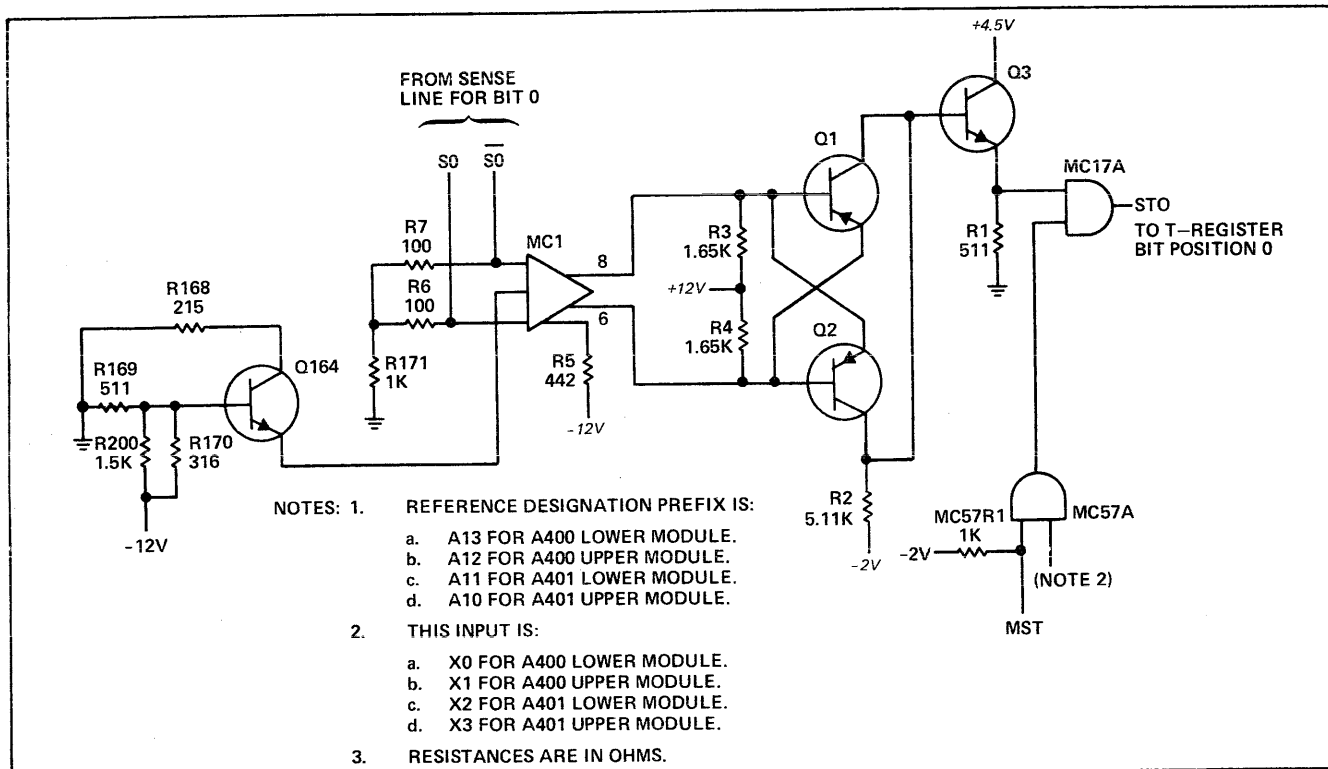 +4.5V
Q3
FROM SENSE
LINE FOR BIT 0
S0
S0
Q1
MC17A
STO
TO T–REGISTER
BIT POSITION 0
R7
100
MC1
8
R3
1.65K
R1
511
R6
100
+12V
R168
215
6
R4
1.65K
Q2
R169
511
Q164
R171
1K
R5
442
-12V
R200
1.5K
R170
316
-12V
R2
5.11K
-2V
MC57R1
1K
-2V
MC57A
(NOTE 2)
MST
NOTES: 1. REFERENCE DESIGNATION PREFIX IS:
a. A13 FOR A400 LOWER MODULE.
b. A12 FOR A400 UPPER MODULE.
c. A11 FOR A401 LOWER MODULE.
d. A10 FOR A401 UPPER MODULE.
2. THIS INPUT IS:
a. X0 FOR A400 LOWER MODULE.
b. X1 FOR A400 UPPER MODULE.
c. X2 FOR A401 LOWER MODULE.
d. X3 FOR A401 UPPER MODULE.
3. RESISTANCES ARE IN OHMS.